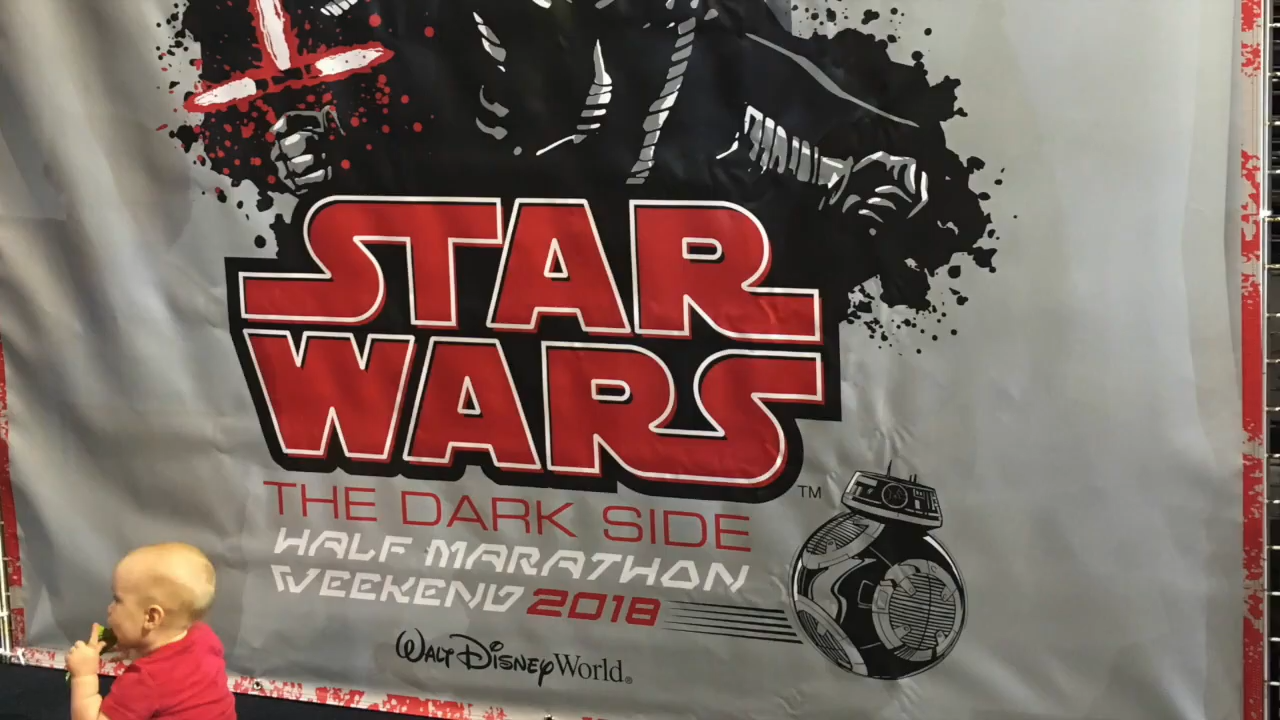 STAR
WARS
TM
THE DARK SIDE
HALF MARATHON
WEEKEND 2018
WALT DISNEY World®